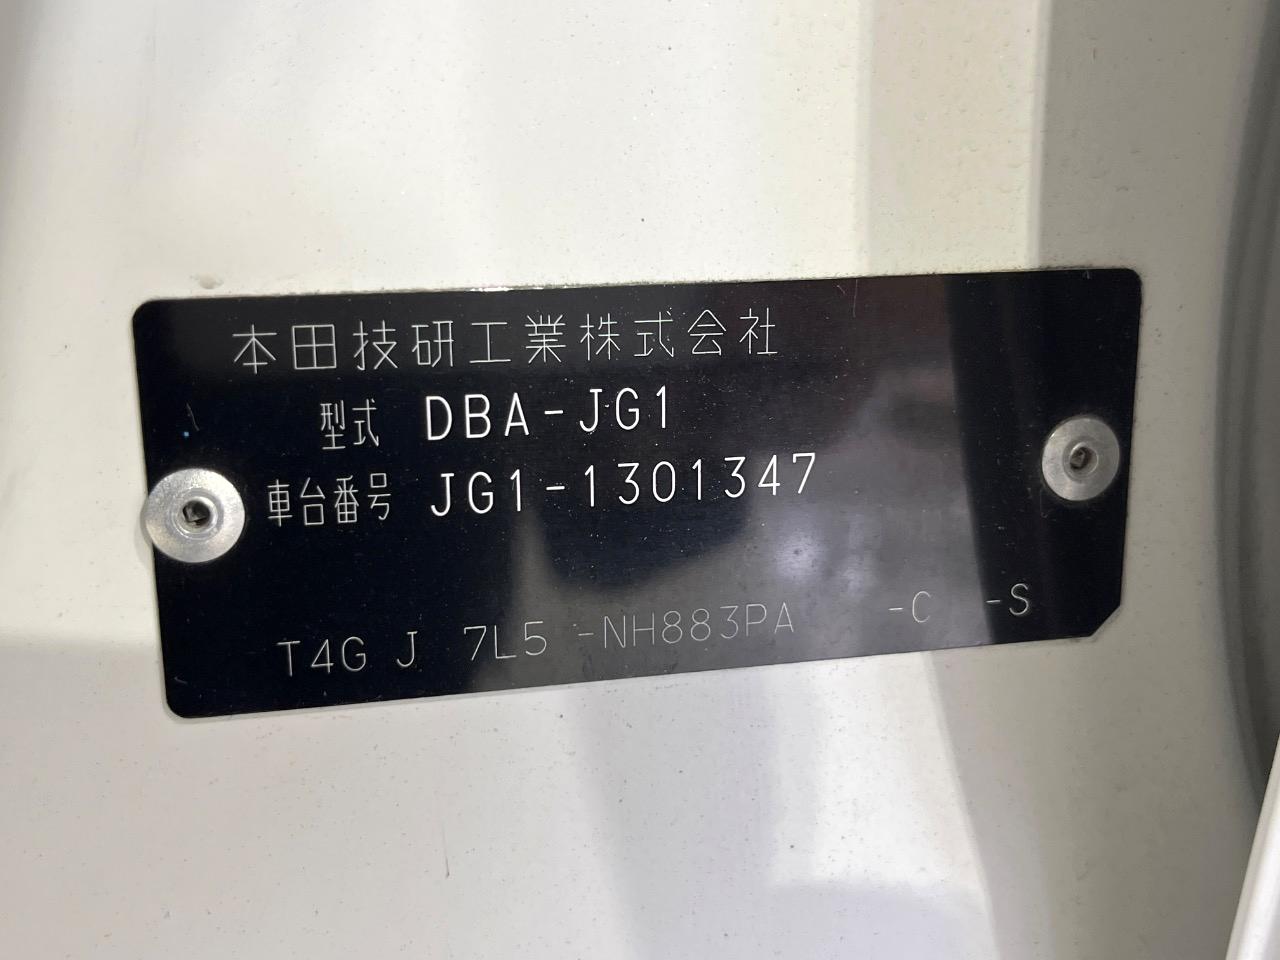 本田技研工業株式会社
型式 DBA-JG1
車台番号 JG1-1301347
T4G J 7L5 -NH883PA -C -S